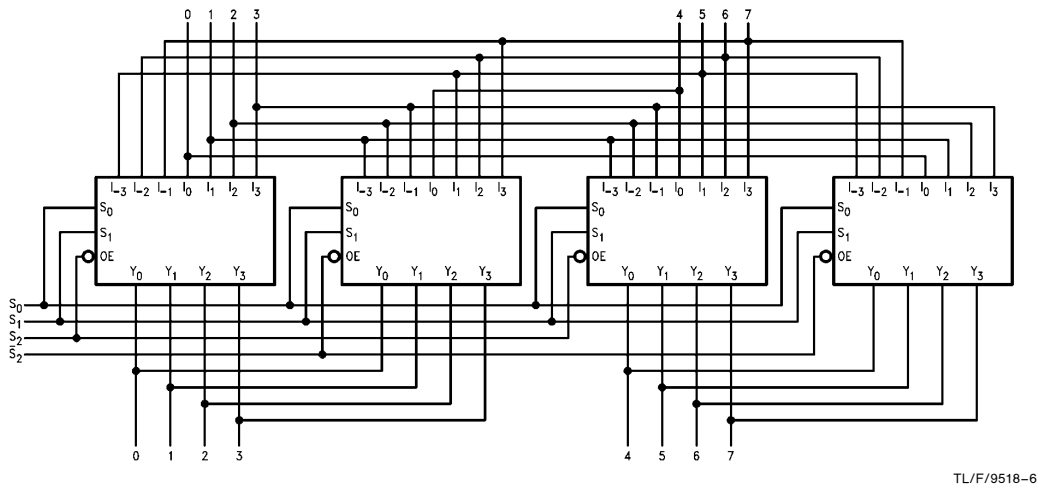 0 1 2 3 4 5 6 7
I-3 I-2 I-1 I0 I1 I2 I3 I-3 I-2 I-1 I0 I1 I2 I3 I-3 I-2 I-1 I0 I1 I2 I3 I-3 I-2 I-1 I0 I1 I2 I3
S0 S0 S0 S0
S1 S1 S1 S1
OE OE OE OE
Y0 Y1 Y2 Y3 Y0 Y1 Y2 Y3 Y0 Y1 Y2 Y3 Y0 Y1 Y2 Y3
S0
S1
S2
S̅2
0 1 2 3 4 5 6 7
TL/F/9518-6